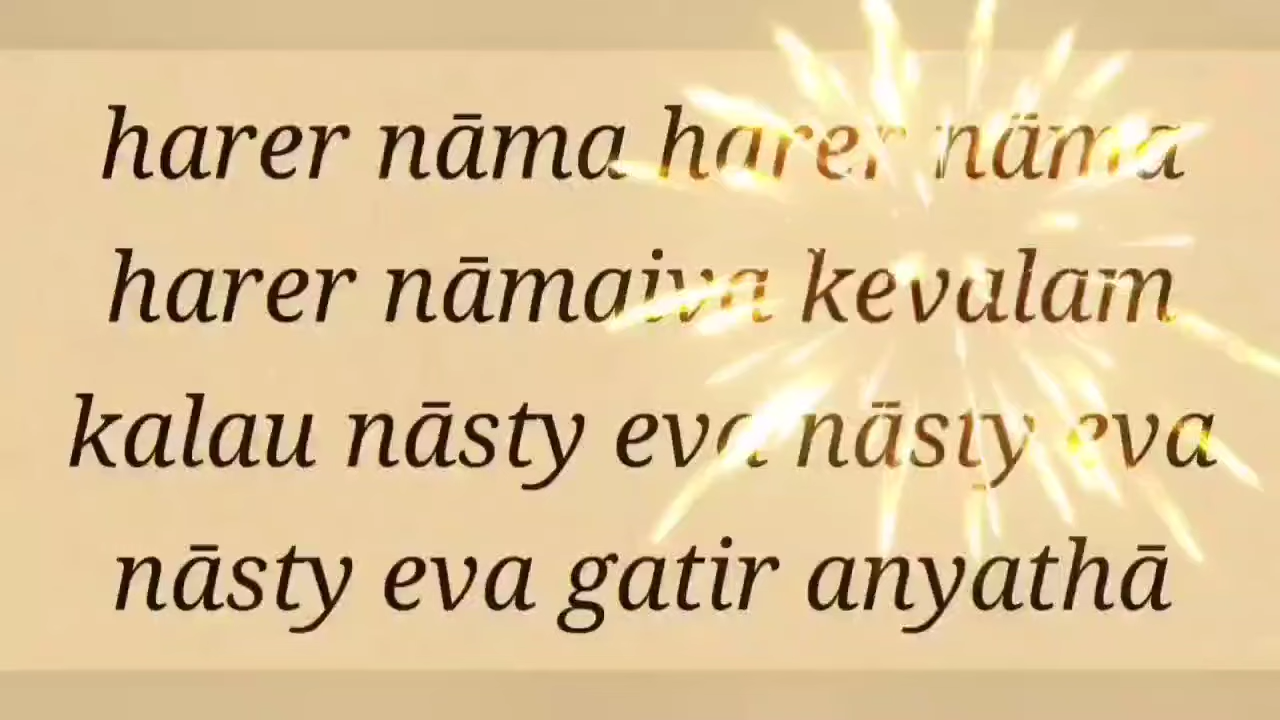 harer nāma harer nāma
harer nāmaiva kevalam
kalau nāsty eva nāsty eva
nāsty eva gatir anyathā